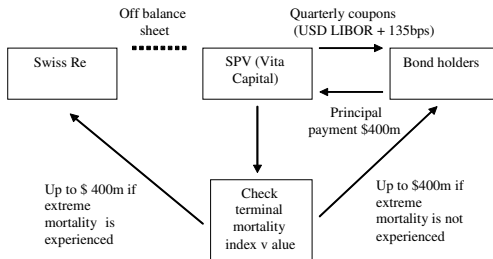 Off balance
sheet
Quarterly coupons
(USD LIBOR + 135bps)
Swiss Re
SPV (Vita
Capital)
Bond holders
Principal
payment $400m
Up to $ 400m if
extreme
mortality is
experienced
Check
terminal
mortality
index v alue
Up to $400m if
extreme
mortality is not
experienced